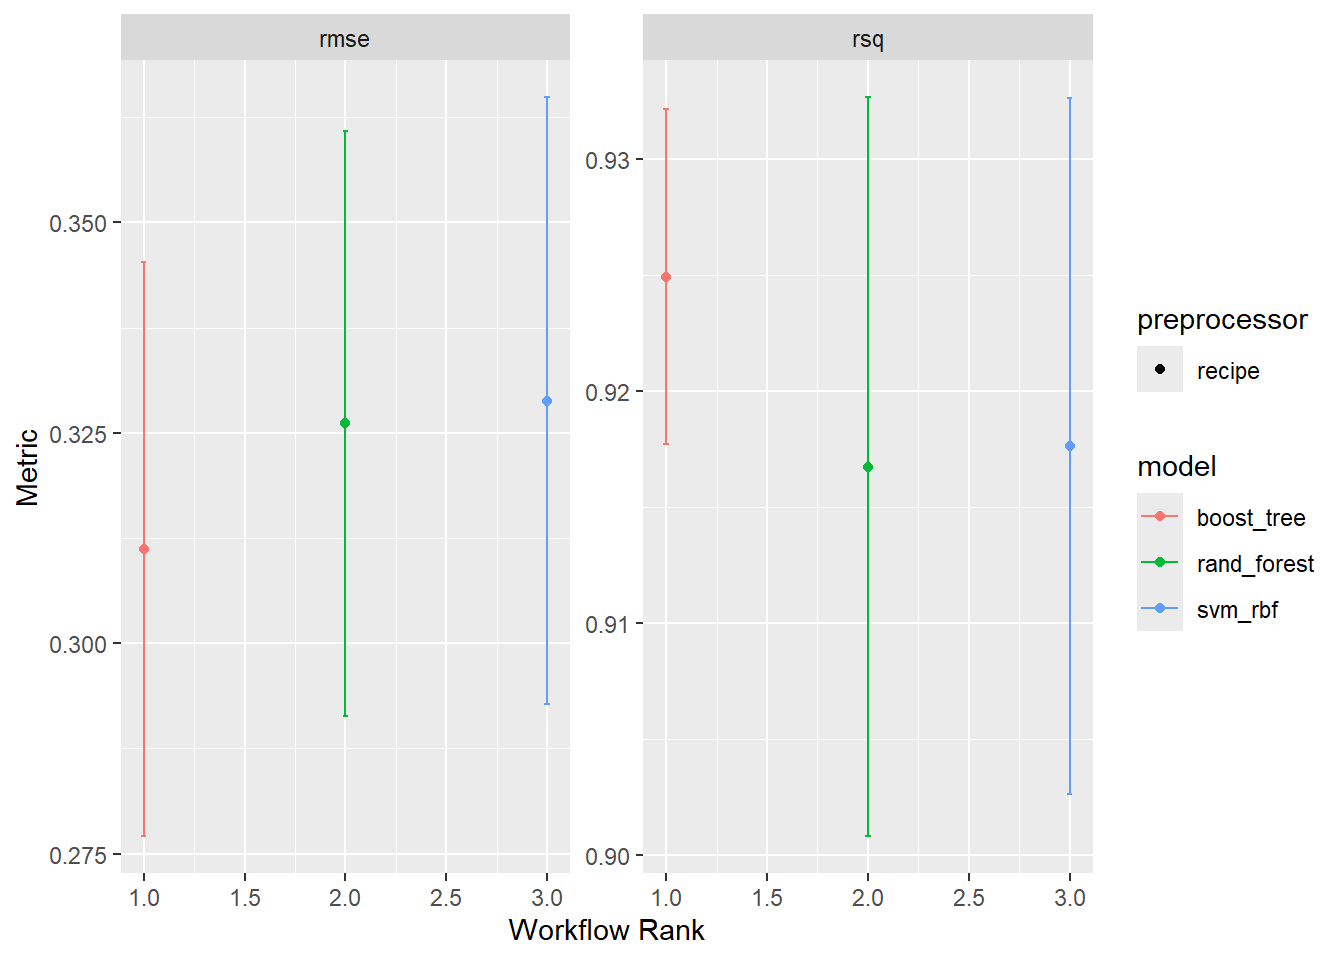 rmse
rsq
Metric
0.350
0.325
0.300
0.275
0.93
0.92
0.91
0.90
1.0 1.5 2.0 2.5 3.0
1.0 1.5 2.0 2.5 3.0
Workflow Rank
preprocessor
recipe
model
boost_tree
rand_forest
svm_rbf